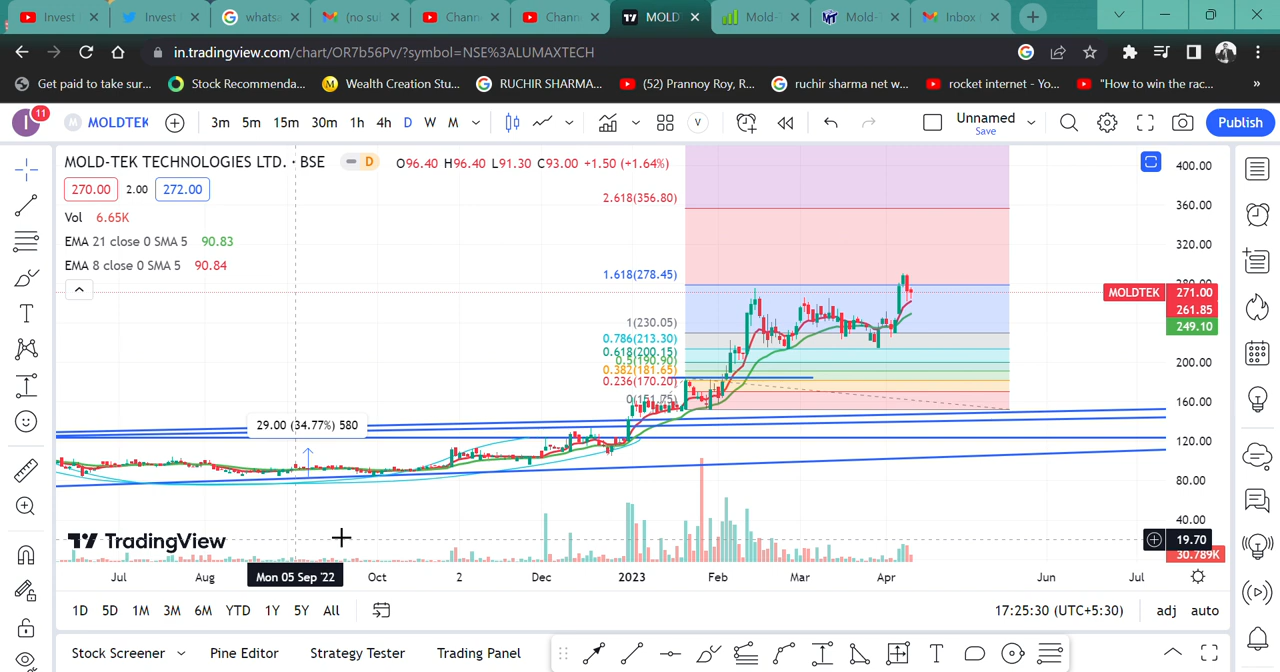 Invest
Invest
whats
(no su
Chann
Chann
MOLD
Mold-
Mold-
Inbox
in.tradingview.com/chart/OR7b56Pv/?symbol=NSE%3ALUMAXTECH
Get paid to take sur...
Stock Recommenda...
Wealth Creation Stu...
RUCHIR SHARMA...
(52) Prannoy Roy, R...
ruchir sharma net w...
rocket internet - Yo...
"How to win the rac...
»
I
11
M
MOLDTEK
3m 5m 15m 30m 1h 4h D W M
V
Unnamed
Save
Publish
MOLD-TEK TECHNOLOGIES LTD. · BSE
D
O96.40 H96.40 L91.30 C93.00 +1.50 (+1.64%)
270.00 2.00 272.00
Vol 6.65K
EMA 21 close 0 SMA 5 90.83
EMA 8 close 0 SMA 5 90.84
2.618(356.80)
1.618(278.45)
1(230.05)
0.786(213.30)
0.618(200.15)
0.5(190.90)
0.382(181.65)
0.236(170.20)
0(151.75)
29.00 (34.77%) 580
400.00
360.00
320.00
280.00
MOLDTEK 271.00
261.85
249.10
200.00
160.00
120.00
80.00
40.00
19.70
30.789K
TradingView
Jul
Aug
Mon 05 Sep '22
Oct
2
Dec
2023
Feb
Mar
Apr
Jun
Jul
1D 5D 1M 3M 6M YTD 1Y 5Y All
17:25:30 (UTC+5:30)
adj auto
Stock Screener
Pine Editor
Strategy Tester
Trading Panel